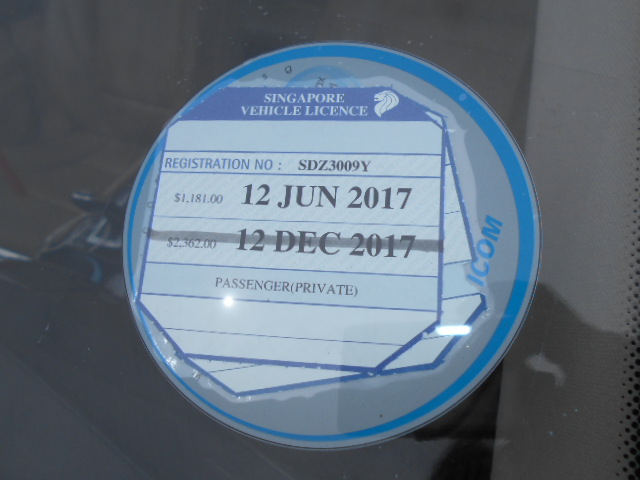 SINGAPORE
VEHICLE LICENCE
REGISTRATION NO : SDZ3009Y
$1,181.00 12 JUN 2017
$2,362.00 12 DEC 2017
PASSENGER(PRIVATE)
ICOM